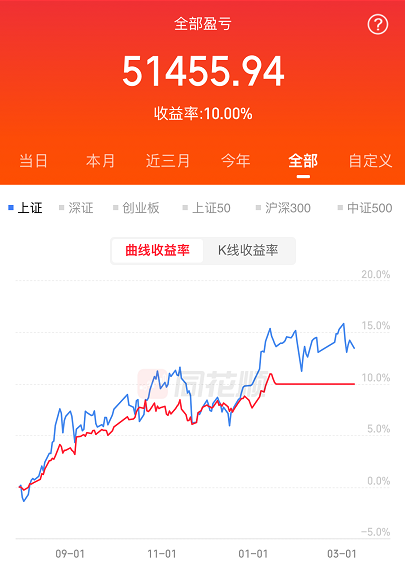 全部盈亏
?
51455.94
收益率:10.00%
当日 本月 近三月 今年 全部 自定义
上证 深证 创业板 上证50 沪深300 中证500
曲线收益率 K线收益率
20.0%
15.0%
10.0%
同花顺
5.0%
0.0%
-5.0%
09-01 11-01 01-01 03-01